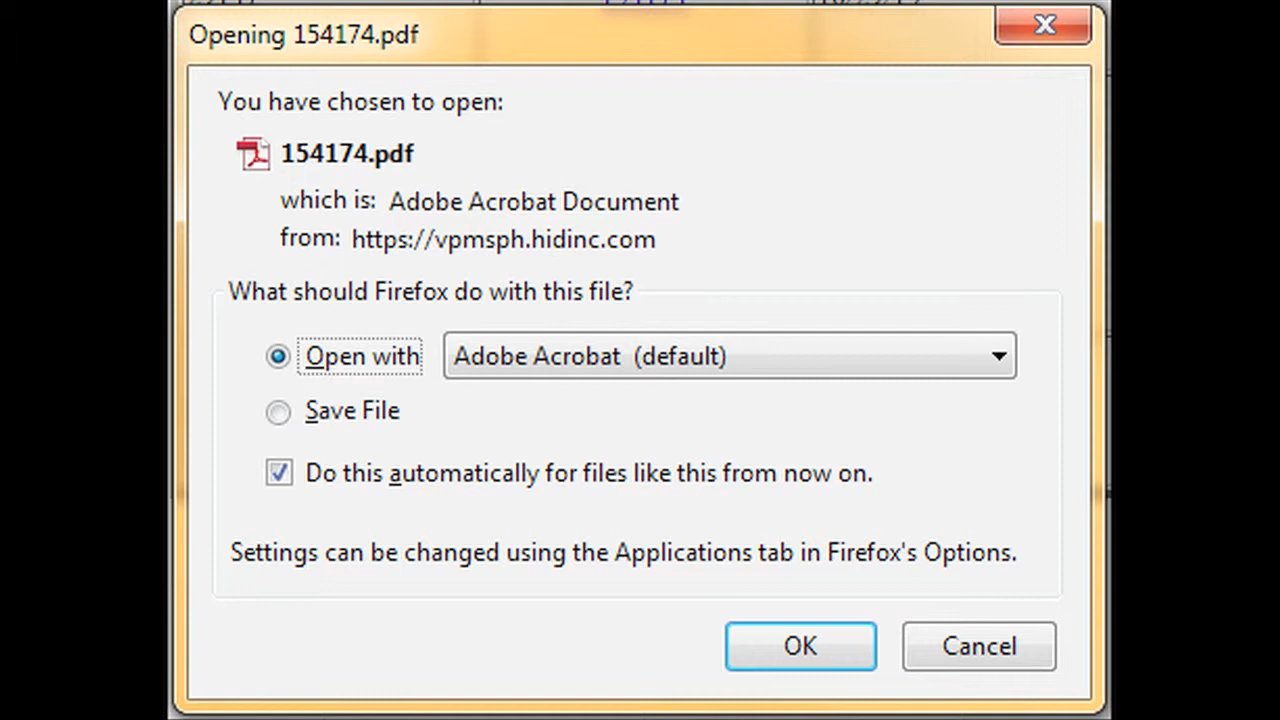 Opening 154174.pdf
You have chosen to open:
154174.pdf
which is: Adobe Acrobat Document
from: https://vpmsph.hidinc.com
What should Firefox do with this file?
Open with Adobe Acrobat (default)
Save File
Do this automatically for files like this from now on.
Settings can be changed using the Applications tab in Firefox's Options.
OK Cancel